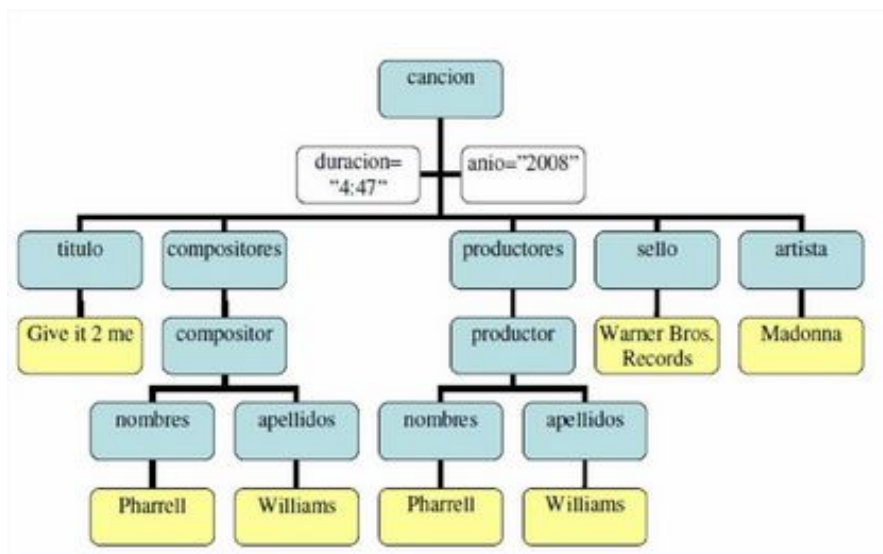 cancion
duracion=
"4:47"
anio="2008"
titulo
compositores
productores
sello
artista
Give it 2 me
compositor
productor
Warner Bros.
Records
Madonna
nombres
apellidos
nombres
apellidos
Pharrell
Williams
Pharrell
Williams